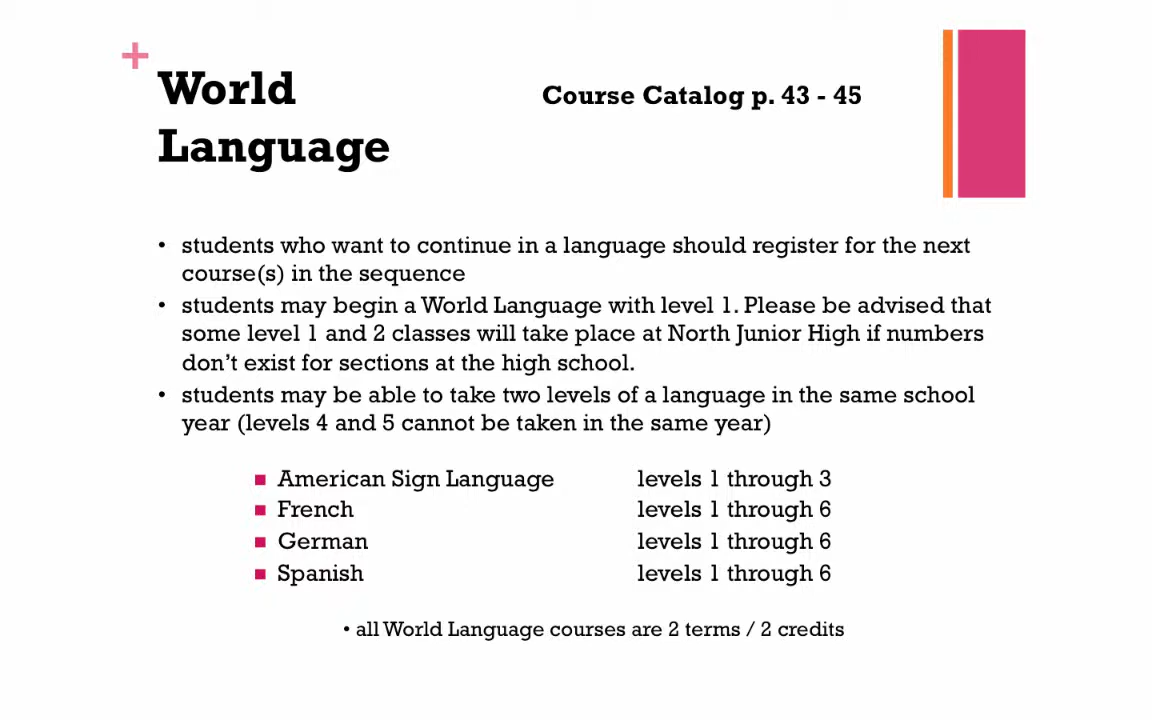 +
World
Language
Course Catalog p. 43 - 45
• students who want to continue in a language should register for the next
course(s) in the sequence
• students may begin a World Language with level 1. Please be advised that
some level 1 and 2 classes will take place at North Junior High if numbers
don’t exist for sections at the high school.
• students may be able to take two levels of a language in the same school
year (levels 4 and 5 cannot be taken in the same year)
■ American Sign Language levels 1 through 3
■ French levels 1 through 6
■ German levels 1 through 6
■ Spanish levels 1 through 6
• all World Language courses are 2 terms / 2 credits